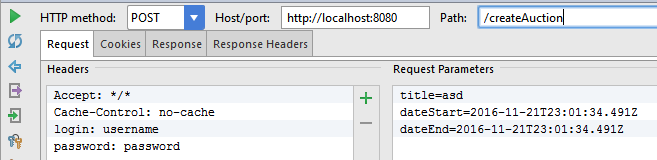 HTTP method: POST Host/port: http://localhost:8080 Path: /createAuction
Request Cookies Response Response Headers
Headers Request Parameters
Accept: */* title=asd
Cache-Control: no-cache dateStart=2016-11-21T23:01:34.491Z
login: username dateEnd=2016-11-21T23:01:34.491Z
password: password